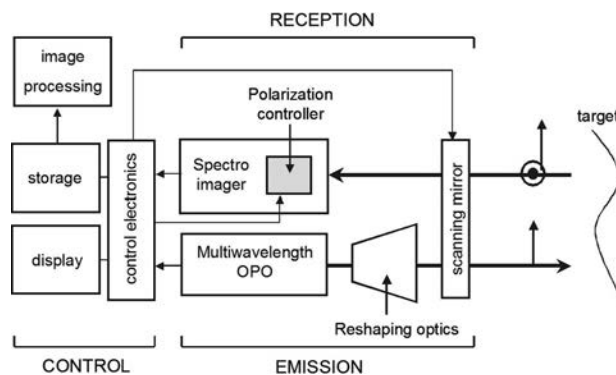 RECEPTION
image
processing
Polarization
controller
target
storage
control electronics
Spectro
imager
scanning mirror
display
Multiwavelength
OPO
Reshaping optics
CONTROL
EMISSION